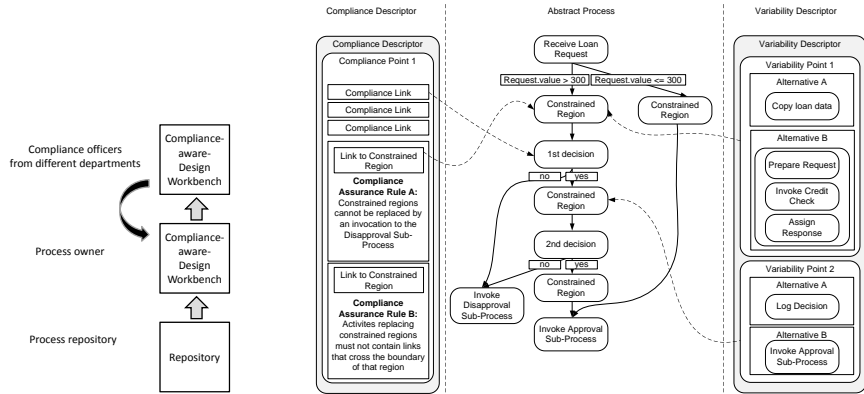 Compliance officers
from different departments
Process owner
Process repository
Compliance-
aware-
Design
Workbench
Compliance-
aware-
Design
Workbench
Repository
Compliance Descriptor
Compliance Descriptor
Compliance Point 1
Compliance Link
Compliance Link
Compliance Link
Link to Constrained
Region
Compliance
Assurance Rule A:
Constrained regions
cannot be replaced by
an invocation to the
Disapproval Sub-
Process
Link to Constrained
Region
Compliance
Assurance Rule B:
Activites replacing
constrained regions
must not contain links
that cross the boundary
of that region
Abstract Process
Receive Loan
Request
Request.value > 300
Request.value <= 300
Constrained
Region
Constrained
Region
1st decision
no
yes
Constrained
Region
2nd decision
no
yes
Constrained
Region
Invoke
Disapproval
Sub-Process
Invoke Approval
Sub-Process
Variability Descriptor
Variability Descriptor
Variability Point 1
Alternative A
Copy loan data
Alternative B
Prepare Request
Invoke Credit
Check
Assign
Response
Variability Point 2
Alternative A
Log Decision
Alternative B
Invoke Approval
Sub-Process